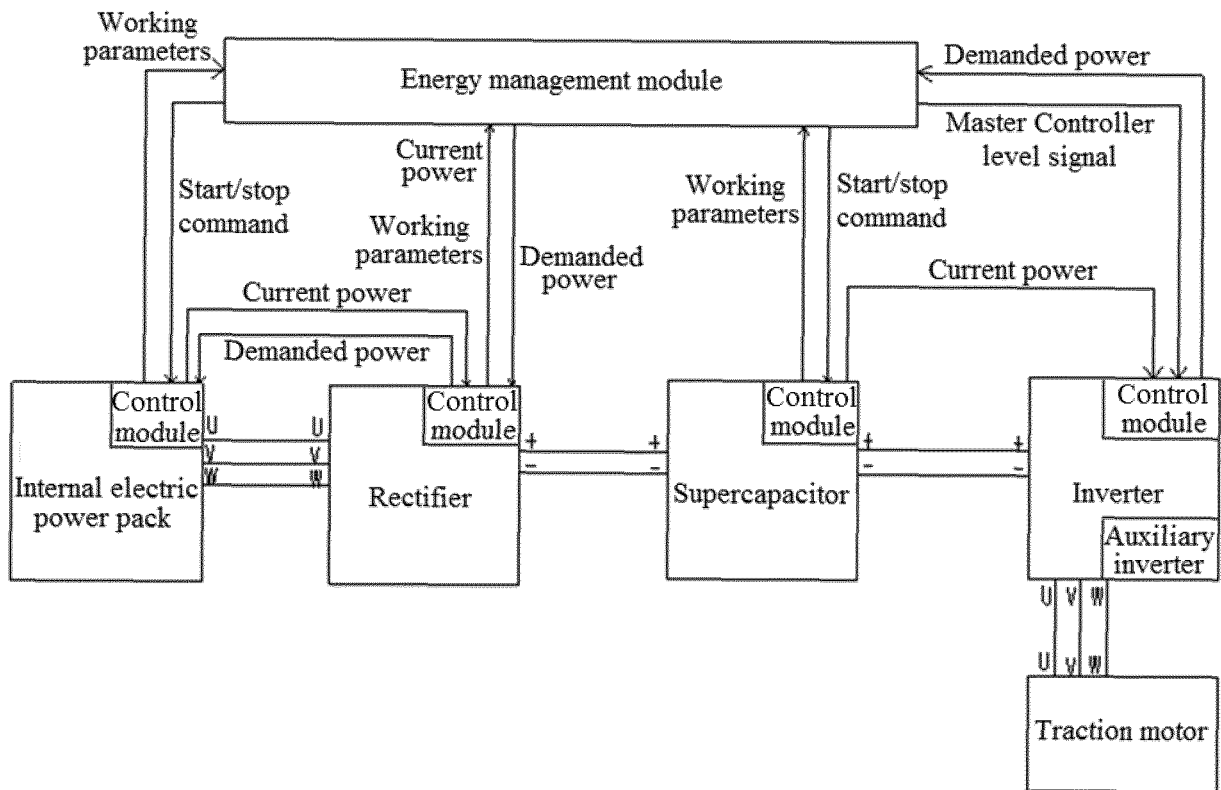 Working
parameters
Energy management module
Demanded power
Master Controller
level signal
Start/stop
command
Current
power
Working
parameters
Demanded
power
Working
parameters
Start/stop
command
Current power
Current power
Demanded power
Control
module
Control
module
Control
module
Control
module
U U
V V
W W
+ +
- -
+ +
- -
Internal electric
power pack
Rectifier
Supercapacitor
Inverter
Auxiliary
inverter
U V W
U V W
Traction motor